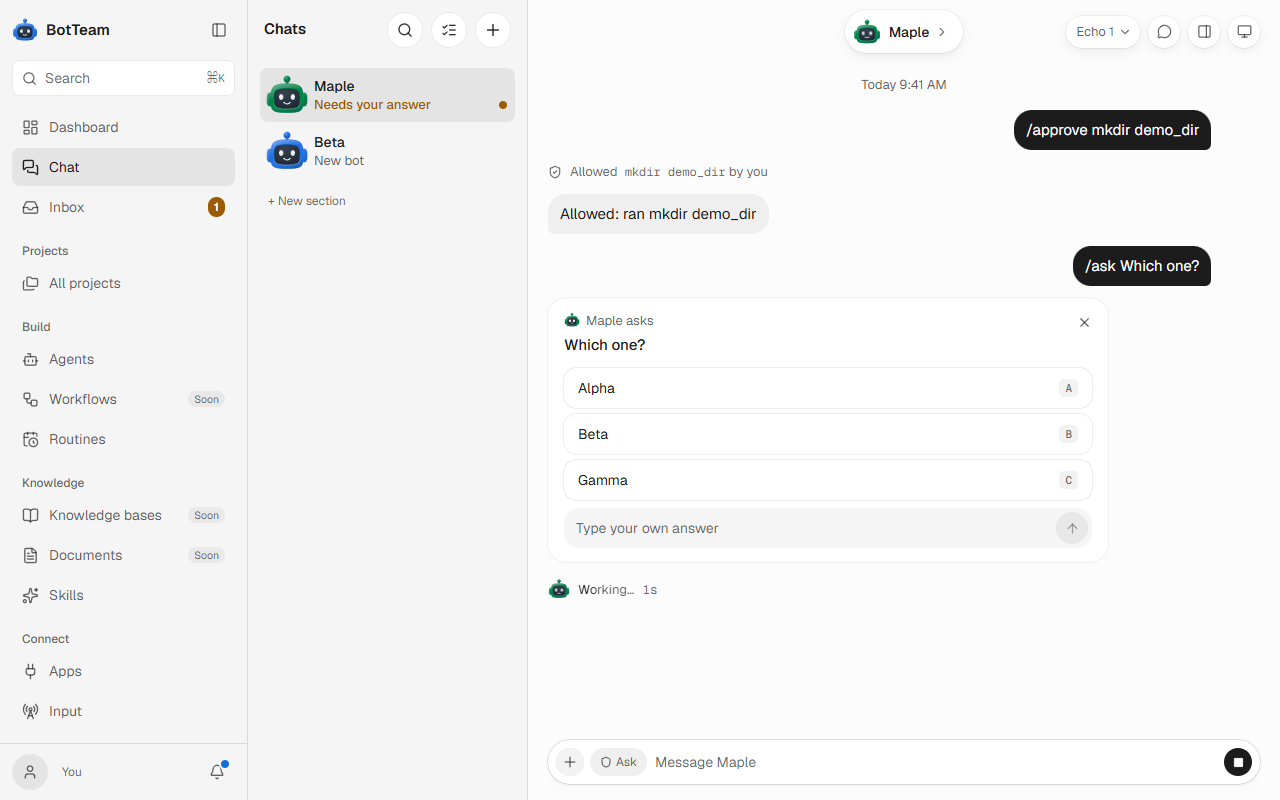 BotTeam
Search ⌘K
Dashboard
Chat
Inbox 1
Projects
All projects
Build
Agents
Workflows Soon
Routines
Knowledge
Knowledge bases Soon
Documents Soon
Skills
Connect
Apps
Input
You
Chats
Maple
Needs your answer
Beta
New bot
+ New section
Maple
Echo 1
Today 9:41 AM
/approve mkdir demo_dir
Allowed mkdir demo_dir by you
Allowed: ran mkdir demo_dir
/ask Which one?
Maple asks
Which one?
Alpha A
Beta B
Gamma C
Type your own answer
Working... 1s
Ask Message Maple